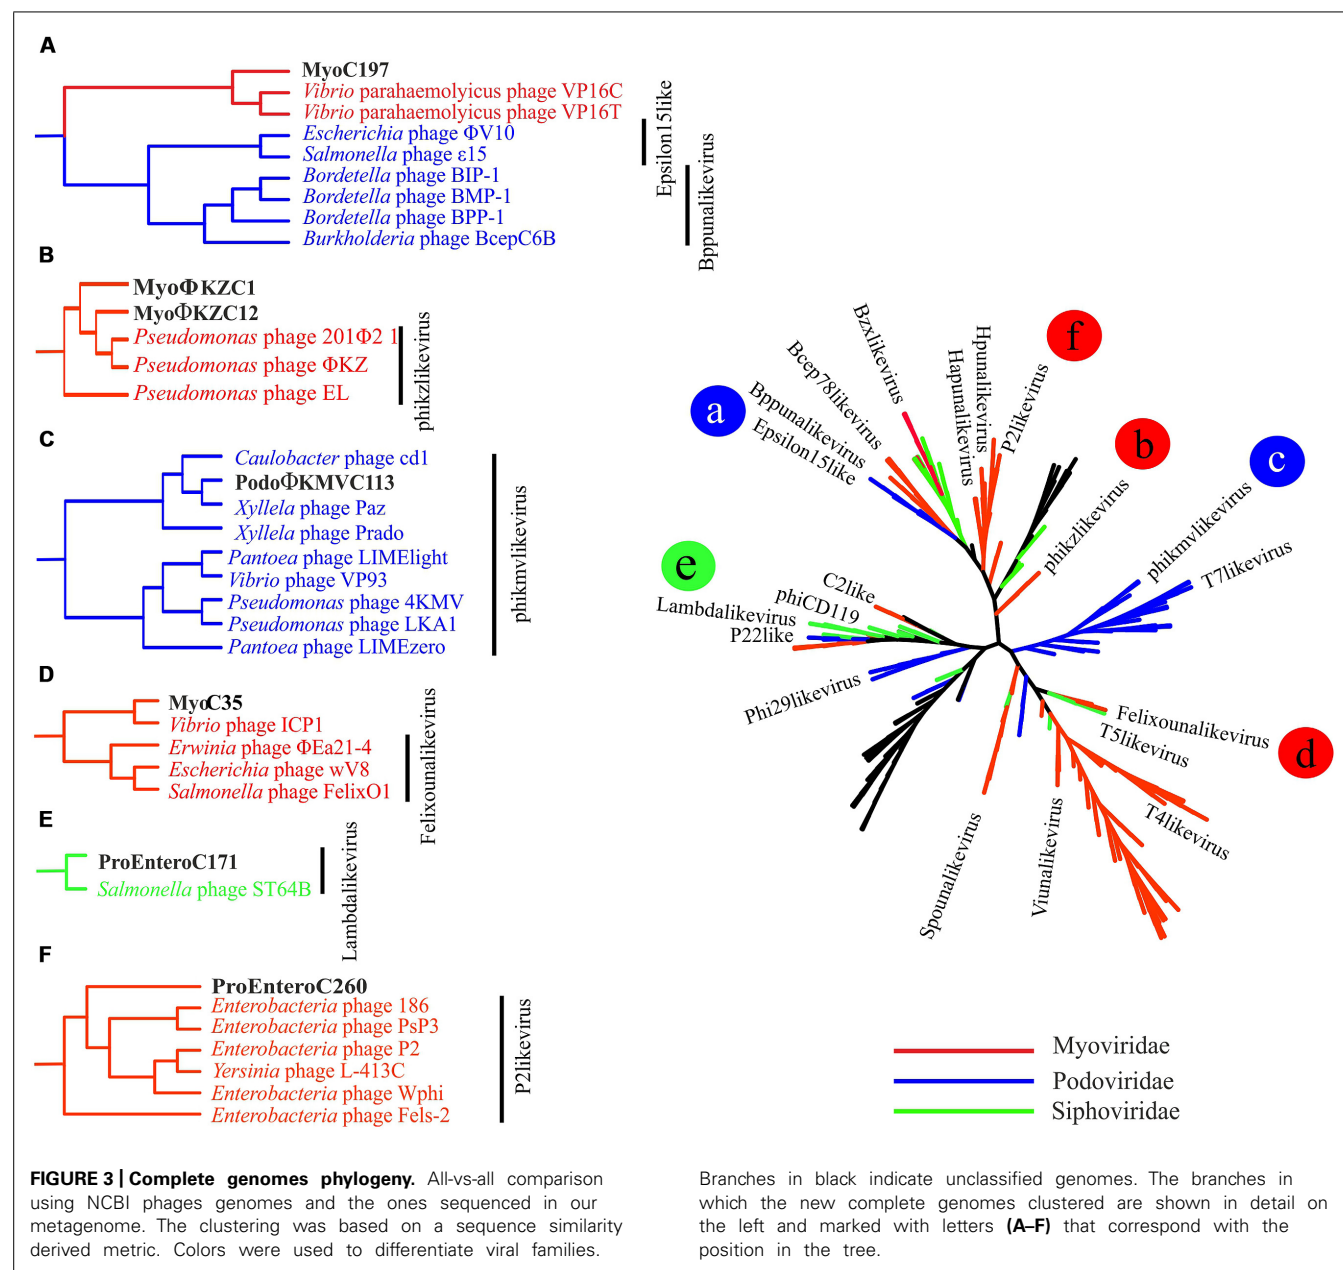 A
MyoC197
Vibrio parahaemolyicus phage VP16C
Vibrio parahaemolyicus phage VP16T
Escherichia phage ΦV10
Salmonella phage ε15
Bordetella phage BIP-1
Bordetella phage BMP-1
Bordetella phage BPP-1
Burkholderia phage BcepC6B
Epsilon15like
Bppunalikevirus
B
MyoΦKZC1
MyoΦKZC12
Pseudomonas phage 201Φ2 1
Pseudomonas phage ΦKZ
Pseudomonas phage EL
phikzlikevirus
C
Caulobacter phage cd1
PodoΦKMVC113
Xyllela phage Paz
Xyllela phage Prado
Pantoea phage LIMElight
Vibrio phage VP93
Pseudomonas phage 4KMV
Pseudomonas phage LKA1
Pantoea phage LIMEzero
phikmvlikevirus
D
MyoC35
Vibrio phage ICP1
Erwinia phage ΦEa21-4
Escherichia phage wV8
Salmonella phage FelixO1
Felixounalikevirus
E
ProEnteroC171
Salmonella phage ST64B
Lambdalikevirus
F
ProEnteroC260
Enterobacteria phage 186
Enterobacteria phage PsP3
Enterobacteria phage P2
Yersinia phage L-413C
Enterobacteria phage Wphi
Enterobacteria phage Fels-2
P2likevirus
a
Epsilon15like
Bppunalikevirus
Bcep78likevirus
Bzxlikevirus
Hapunalikevirus
Hpunalikevirus
P2likevirus
f
b
phikzlikevirus
c
phikmvlikevirus
T7likevirus
e
C2like
phiCD119
Lambdalikevirus
P22like
Phi29likevirus
Felixounalikevirus
d
T5likevirus
T4likevirus
Viunalikevirus
Spounalikevirus
Myoviridae
Podoviridae
Siphoviridae
FIGURE 3 | Complete genomes phylogeny. All-vs-all comparison
using NCBI phages genomes and the ones sequenced in our
metagenome. The clustering was based on a sequence similarity
derived metric. Colors were used to differentiate viral families.
Branches in black indicate unclassified genomes. The branches in
which the new complete genomes clustered are shown in detail on
the left and marked with letters (A–F) that correspond with the
position in the tree.